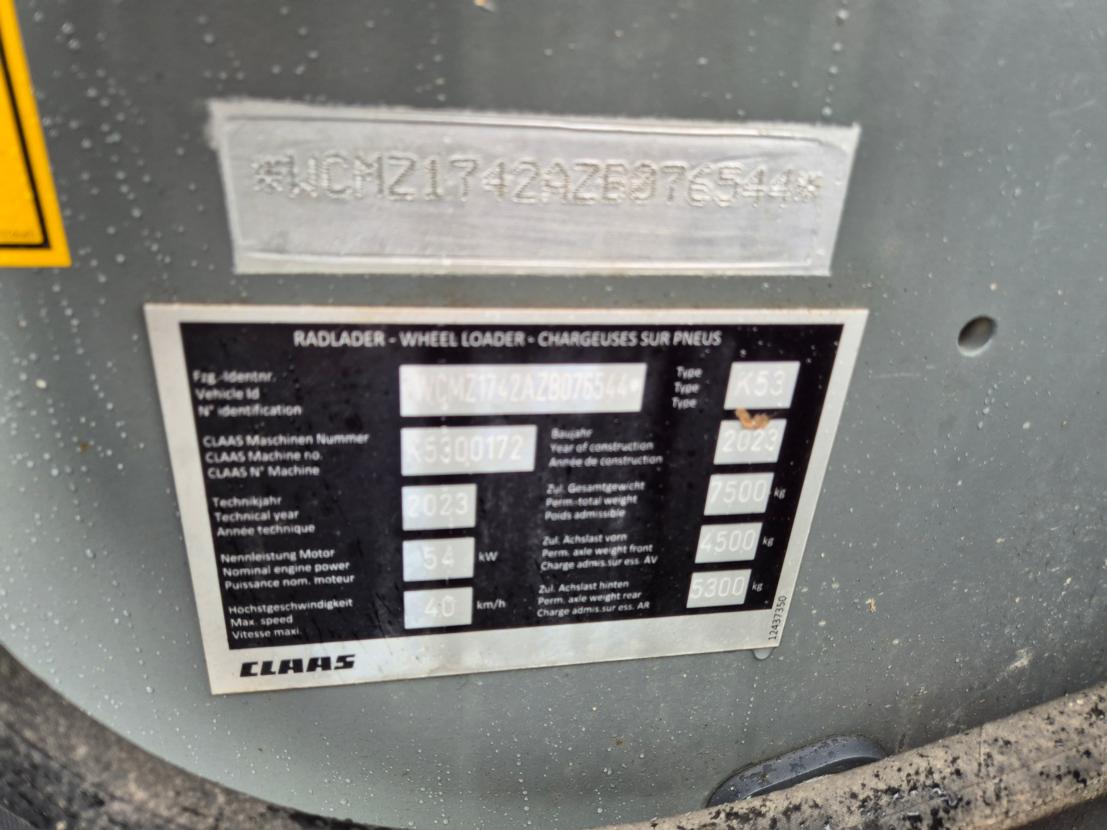 *WCMZ1742AZB076544*
RADLADER - WHEEL LOADER - CHARGEUSES SUR PNEUS
Fzg.-Identnr.
Vehicle Id
N° identification
*WCMZ1742AZB076544*
Type
Type
Type
K53
CLAAS Maschinen Nummer
CLAAS Machine no.
CLAAS N° Machine
K5300172
Baujahr
Year of construction
Année de construction
2023
Technikjahr
Technical year
Année technique
2023
Zul. Gesamtgewicht
Perm.-total weight
Poids admissible
7500 kg
Nennleistung Motor
Nominal engine power
Puissance nom. moteur
54 kW
Zul. Achslast vorn
Perm. axle weight front
Charge admis.sur ess. AV
4500 kg
Höchstgeschwindigkeit
Max. speed
Vitesse maxi.
40 km/h
Zul. Achslast hinten
Perm. axle weight rear
Charge admis.sur ess. AR
5300 kg
12437350
CLAAS